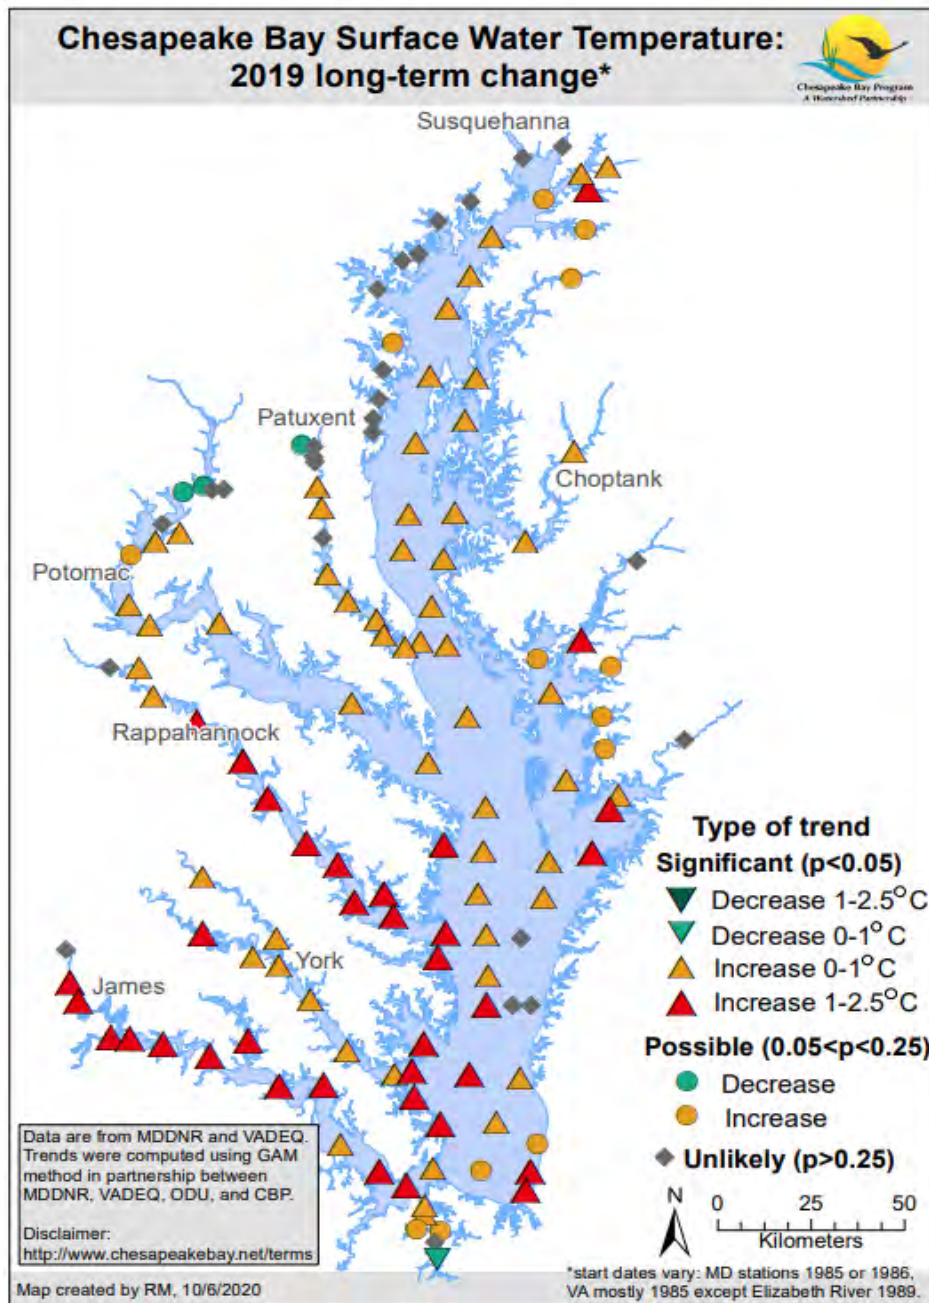 Chesapeake Bay Surface Water Temperature:
2019 long-term change*
Chesapeake Bay Program
A Watershed Partnership
Susquehanna
Patuxent
Choptank
Potomac
Rappahannock
York
James
Type of trend
Significant (p<0.05)
Decrease 1-2.5°C
Decrease 0-1°C
Increase 0-1°C
Increase 1-2.5°C
Possible (0.05<p<0.25)
Decrease
Increase
Unlikely (p>0.25)
N
0 25 50
Kilometers
Data are from MDDNR and VADEQ.
Trends were computed using GAM
method in partnership between
MDDNR, VADEQ, ODU, and CBP.
Disclaimer:
http://www.chesapeakebay.net/terms
Map created by RM, 10/6/2020
*start dates vary: MD stations 1985 or 1986,
VA mostly 1985 except Elizabeth River 1989.